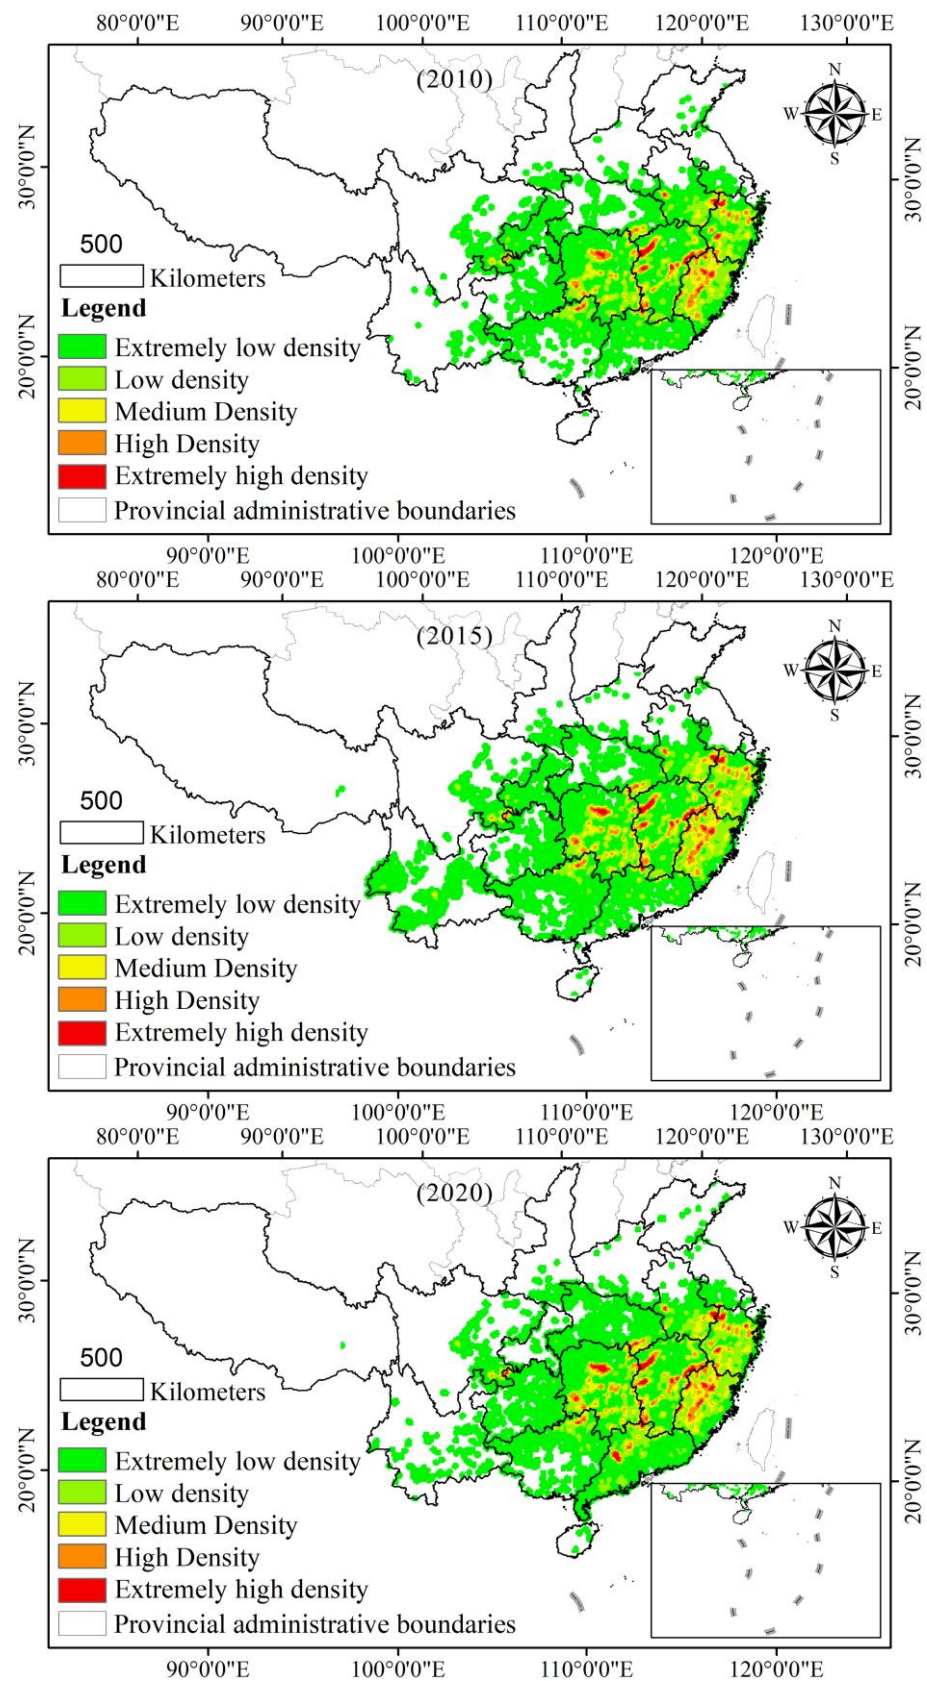 80°0'0"E 90°0'0"E 100°0'0"E 110°0'0"E 120°0'0"E 130°0'0"E
(2010)
N
W E
S
30°0'0"N
30°0'0"N
500
Kilometers
Legend
Extremely low density
Low density
Medium Density
High Density
Extremely high density
Provincial administrative boundaries
20°0'0"N
20°0'0"N
90°0'0"E 100°0'0"E 110°0'0"E 120°0'0"E
80°0'0"E 90°0'0"E 100°0'0"E 110°0'0"E 120°0'0"E 130°0'0"E
(2015)
N
W E
S
30°0'0"N
30°0'0"N
500
Kilometers
Legend
Extremely low density
Low density
Medium Density
High Density
Extremely high density
Provincial administrative boundaries
20°0'0"N
20°0'0"N
90°0'0"E 100°0'0"E 110°0'0"E 120°0'0"E
80°0'0"E 90°0'0"E 100°0'0"E 110°0'0"E 120°0'0"E 130°0'0"E
(2020)
N
W E
S
30°0'0"N
30°0'0"N
500
Kilometers
Legend
Extremely low density
Low density
Medium Density
High Density
Extremely high density
Provincial administrative boundaries
20°0'0"N
20°0'0"N
90°0'0"E 100°0'0"E 110°0'0"E 120°0'0"E